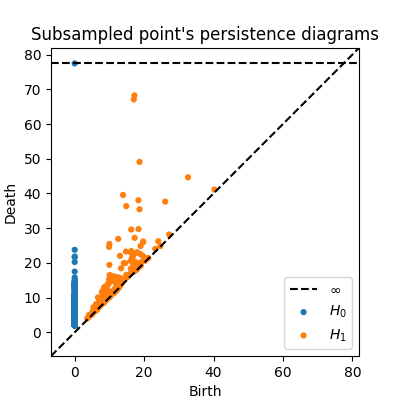 Subsampled point's persistence diagrams
80
70
60
50
40
30
20
10
0
Death
0 20 40 60 80
Birth
∞
H₀
H₁